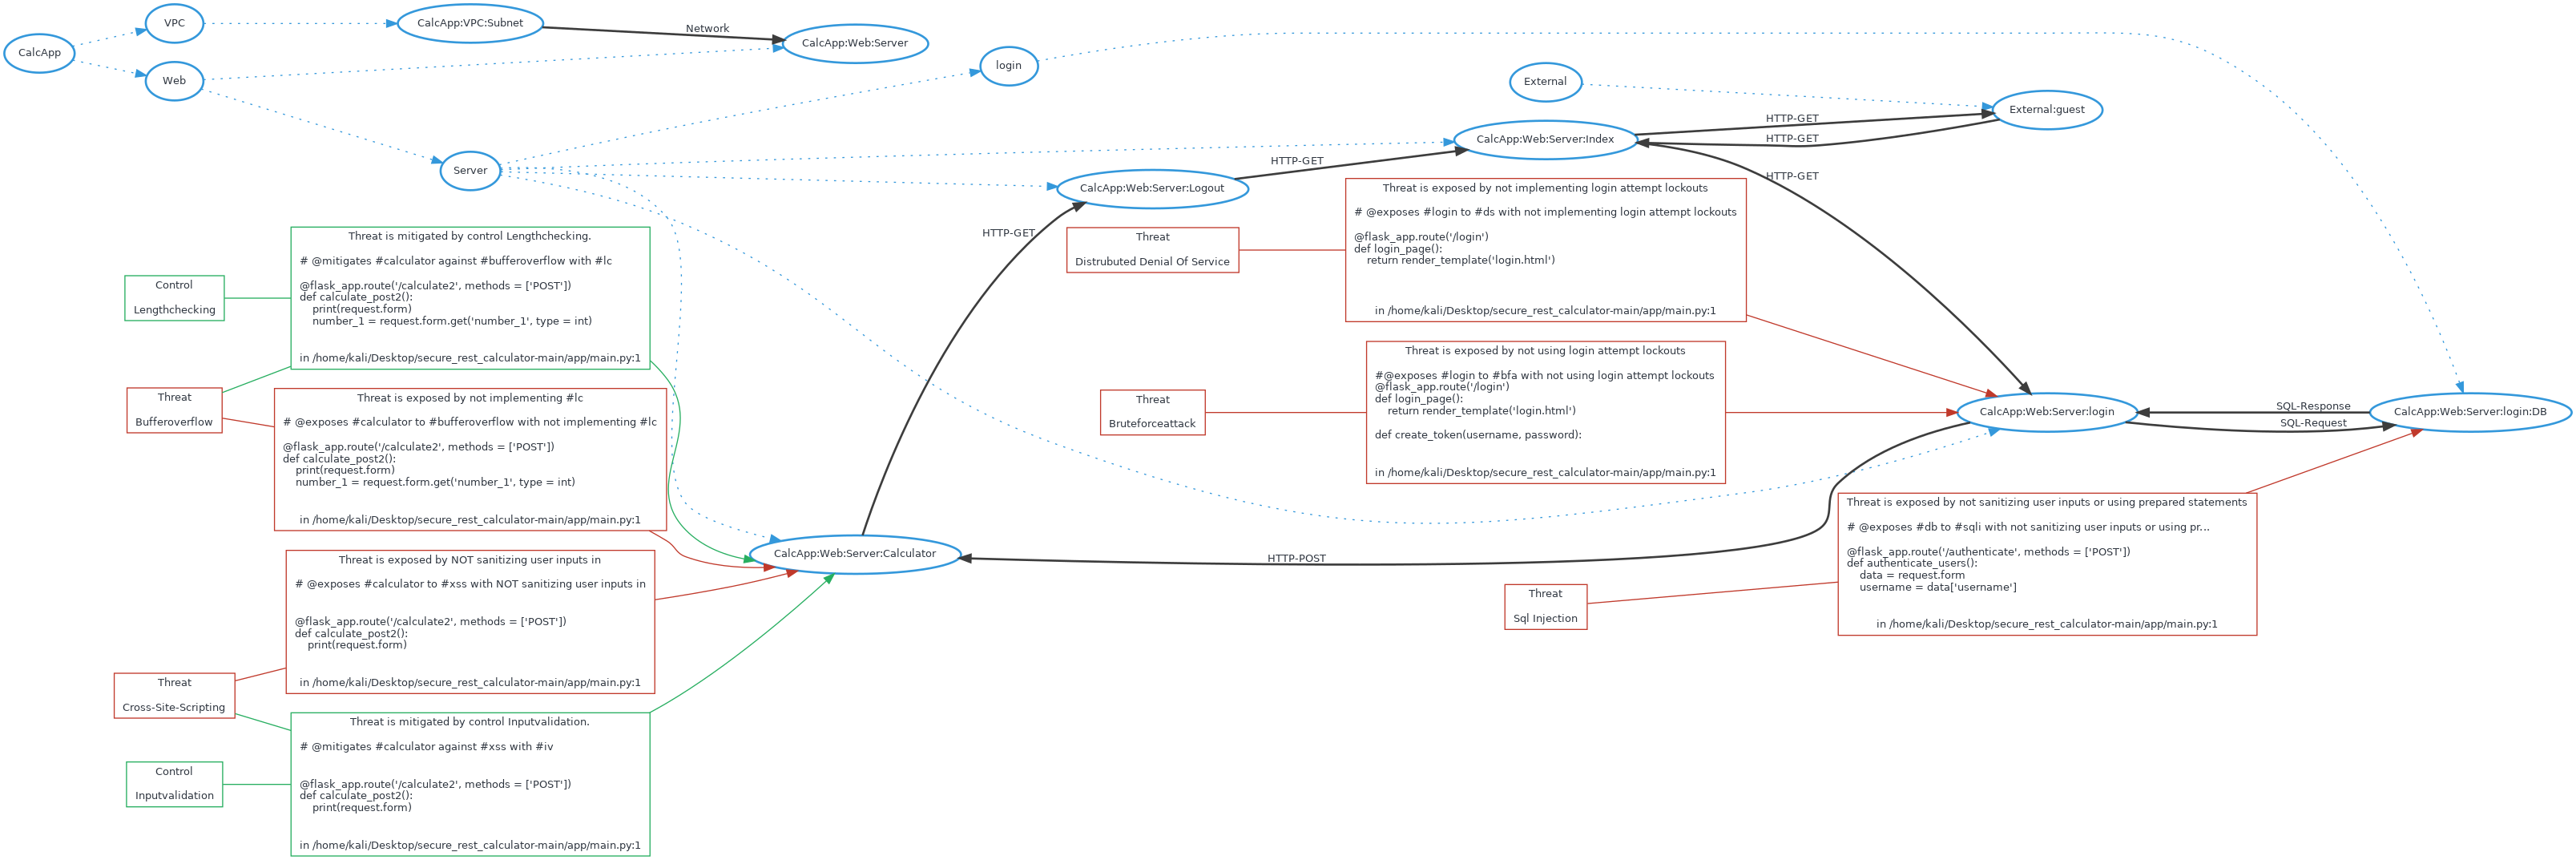 CalcApp
VPC
Web
CalcApp:VPC:Subnet
Network
CalcApp:Web:Server
Server
login
External
External:guest
HTTP-GET
HTTP-GET
CalcApp:Web:Server:Index
HTTP-GET
HTTP-GET
CalcApp:Web:Server:Logout
HTTP-GET
Control
Lengthchecking
Threat is mitigated by control Lengthchecking.
# @mitigates #calculator against #bufferoverflow with #lc
@flask_app.route('/calculate2', methods = ['POST'])
def calculate_post2():
print(request.form)
number_1 = request.form.get('number_1', type = int)
in /home/kali/Desktop/secure_rest_calculator-main/app/main.py:1
Threat
Bufferoverflow
Threat is exposed by not implementing #lc
# @exposes #calculator to #bufferoverflow with not implementing #lc
@flask_app.route('/calculate2', methods = ['POST'])
def calculate_post2():
print(request.form)
number_1 = request.form.get('number_1', type = int)
in /home/kali/Desktop/secure_rest_calculator-main/app/main.py:1
Threat is exposed by NOT sanitizing user inputs in
# @exposes #calculator to #xss with NOT sanitizing user inputs in
@flask_app.route('/calculate2', methods = ['POST'])
def calculate_post2():
print(request.form)
in /home/kali/Desktop/secure_rest_calculator-main/app/main.py:1
Threat
Cross-Site-Scripting
Threat is mitigated by control Inputvalidation.
# @mitigates #calculator against #xss with #iv
@flask_app.route('/calculate2', methods = ['POST'])
def calculate_post2():
print(request.form)
in /home/kali/Desktop/secure_rest_calculator-main/app/main.py:1
Control
Inputvalidation
CalcApp:Web:Server:Calculator
Threat
Distrubuted Denial Of Service
Threat is exposed by not implementing login attempt lockouts
# @exposes #login to #ds with not implementing login attempt lockouts
@flask_app.route('/login')
def login_page():
return render_template('login.html')
in /home/kali/Desktop/secure_rest_calculator-main/app/main.py:1
Threat
Bruteforceattack
Threat is exposed by not using login attempt lockouts
#@exposes #login to #bfa with not using login attempt lockouts
@flask_app.route('/login')
def login_page():
return render_template('login.html')
def create_token(username, password):
in /home/kali/Desktop/secure_rest_calculator-main/app/main.py:1
HTTP-POST
CalcApp:Web:Server:login
SQL-Response
SQL-Request
CalcApp:Web:Server:login:DB
Threat
Sql Injection
Threat is exposed by not sanitizing user inputs or using prepared statements
# @exposes #db to #sqli with not sanitizing user inputs or using pr...
@flask_app.route('/authenticate', methods = ['POST'])
def authenticate_users():
data = request.form
username = data['username']
in /home/kali/Desktop/secure_rest_calculator-main/app/main.py:1